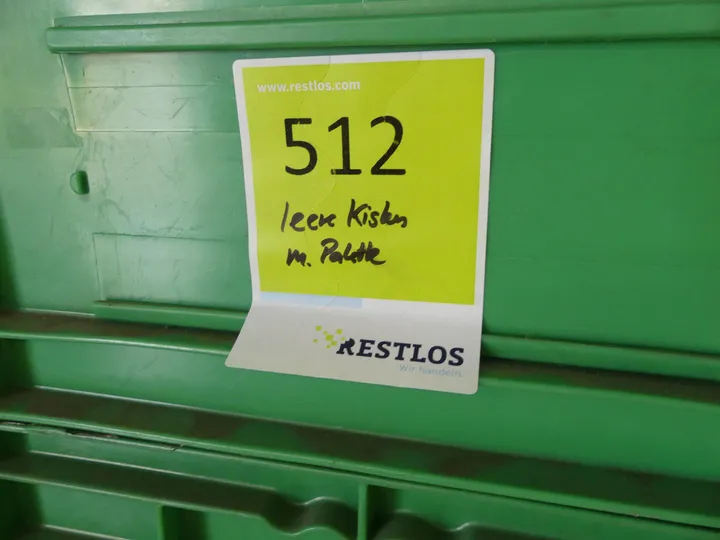 www.restlos.com
512
leere Kisten
m. Palette
RESTLOS
Wir handeln.